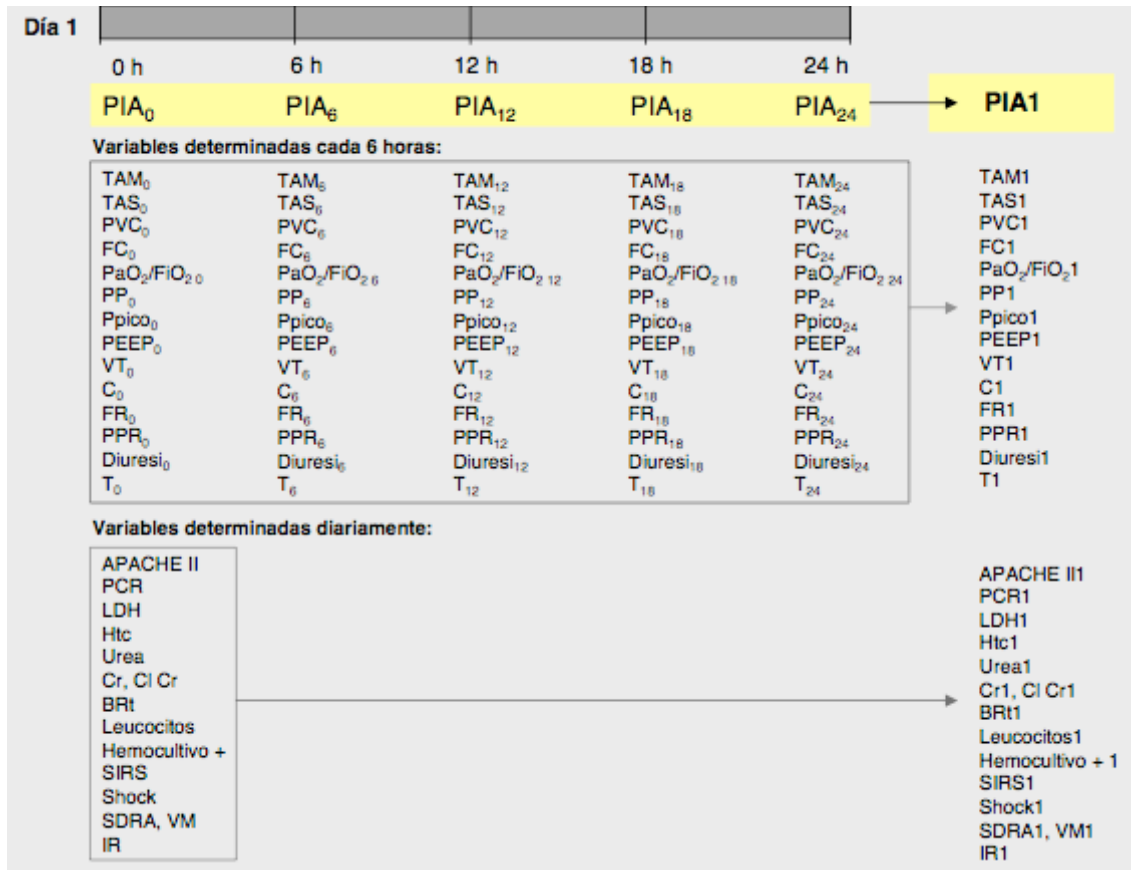 Día 1
0 h 6 h 12 h 18 h 24 h
PIA₀ PIA₆ PIA₁₂ PIA₁₈ PIA₂₄ PIA1
Variables determinadas cada 6 horas:
TAM₀ TAM₆ TAM₁₂ TAM₁₈ TAM₂₄ TAM1
TAS₀ TAS₆ TAS₁₂ TAS₁₈ TAS₂₄ TAS1
PVC₀ PVC₆ PVC₁₂ PVC₁₈ PVC₂₄ PVC1
FC₀ FC₆ FC₁₂ FC₁₈ FC₂₄ FC1
PaO₂/FiO₂ ₀ PaO₂/FiO₂ ₆ PaO₂/FiO₂ ₁₂ PaO₂/FiO₂ ₁₈ PaO₂/FiO₂ ₂₄ PaO₂/FiO₂1
PP₀ PP₆ PP₁₂ PP₁₈ PP₂₄ PP1
Ppico₀ Ppico₆ Ppico₁₂ Ppico₁₈ Ppico₂₄ Ppico1
PEEP₀ PEEP₆ PEEP₁₂ PEEP₁₈ PEEP₂₄ PEEP1
VT₀ VT₆ VT₁₂ VT₁₈ VT₂₄ VT1
C₀ C₆ C₁₂ C₁₈ C₂₄ C1
FR₀ FR₆ FR₁₂ FR₁₈ FR₂₄ FR1
PPR₀ PPR₆ PPR₁₂ PPR₁₈ PPR₂₄ PPR1
Diuresi₀ Diuresi₆ Diuresi₁₂ Diuresi₁₈ Diuresi₂₄ Diuresi1
T₀ T₆ T₁₂ T₁₈ T₂₄ T1
Variables determinadas diariamente:
APACHE II APACHE II1
PCR PCR1
LDH LDH1
Htc Htc1
Urea Urea1
Cr, Cl Cr Cr1, Cl Cr1
BRt BRt1
Leucocitos Leucocitos1
Hemocultivo + Hemocultivo + 1
SIRS SIRS1
Shock Shock1
SDRA, VM SDRA1, VM1
IR IR1